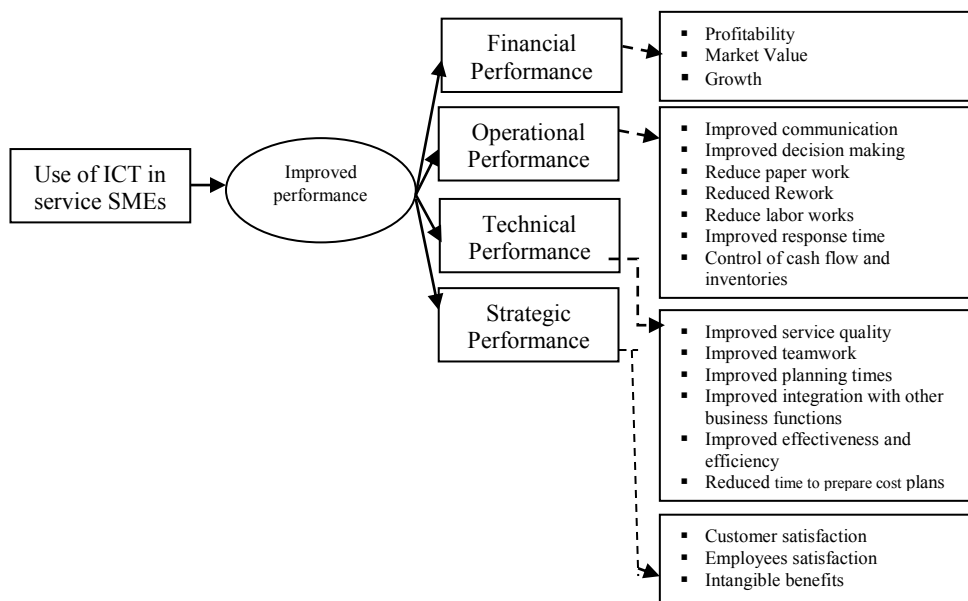 Use of ICT in
service SMEs
Improved
performance
Financial
Performance
Operational
Performance
Technical
Performance
Strategic
Performance
▪ Profitability
▪ Market Value
▪ Growth
▪ Improved communication
▪ Improved decision making
▪ Reduce paper work
▪ Reduced Rework
▪ Reduce labor works
▪ Improved response time
▪ Control of cash flow and
inventories
▪ Improved service quality
▪ Improved teamwork
▪ Improved planning times
▪ Improved integration with other
business functions
▪ Improved effectiveness and
efficiency
▪ Reduced time to prepare cost plans
▪ Customer satisfaction
▪ Employees satisfaction
▪ Intangible benefits